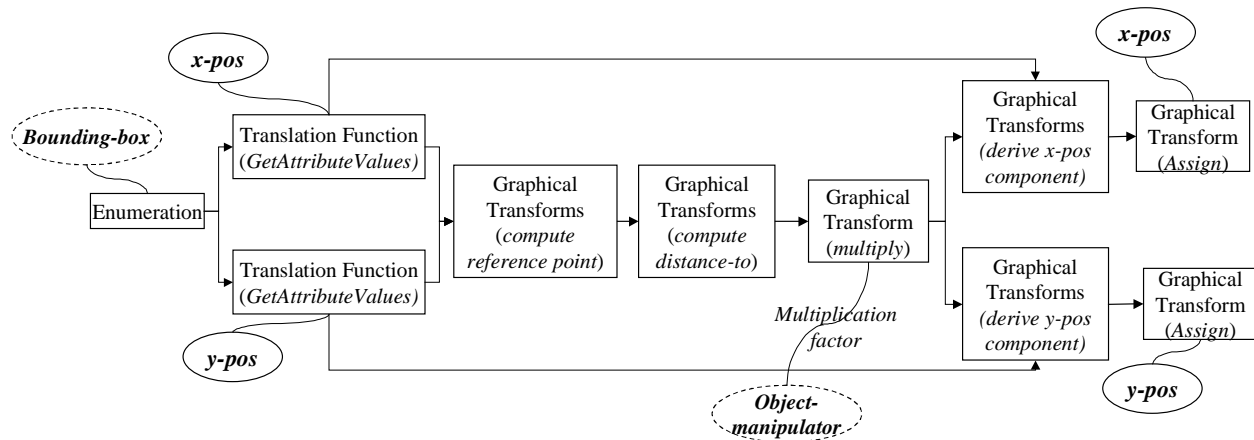 x-pos
Bounding-box
Enumeration
Translation Function
(GetAttributeValues)
Translation Function
(GetAttributeValues)
y-pos
Graphical
Transforms
(compute
reference point)
Graphical
Transforms
(compute
distance-to)
Graphical
Transform
(multiply)
Multiplication
factor
Object-
manipulator
Graphical
Transforms
(derive x-pos
component)
Graphical
Transforms
(derive y-pos
component)
x-pos
Graphical
Transform
(Assign)
Graphical
Transform
(Assign)
y-pos